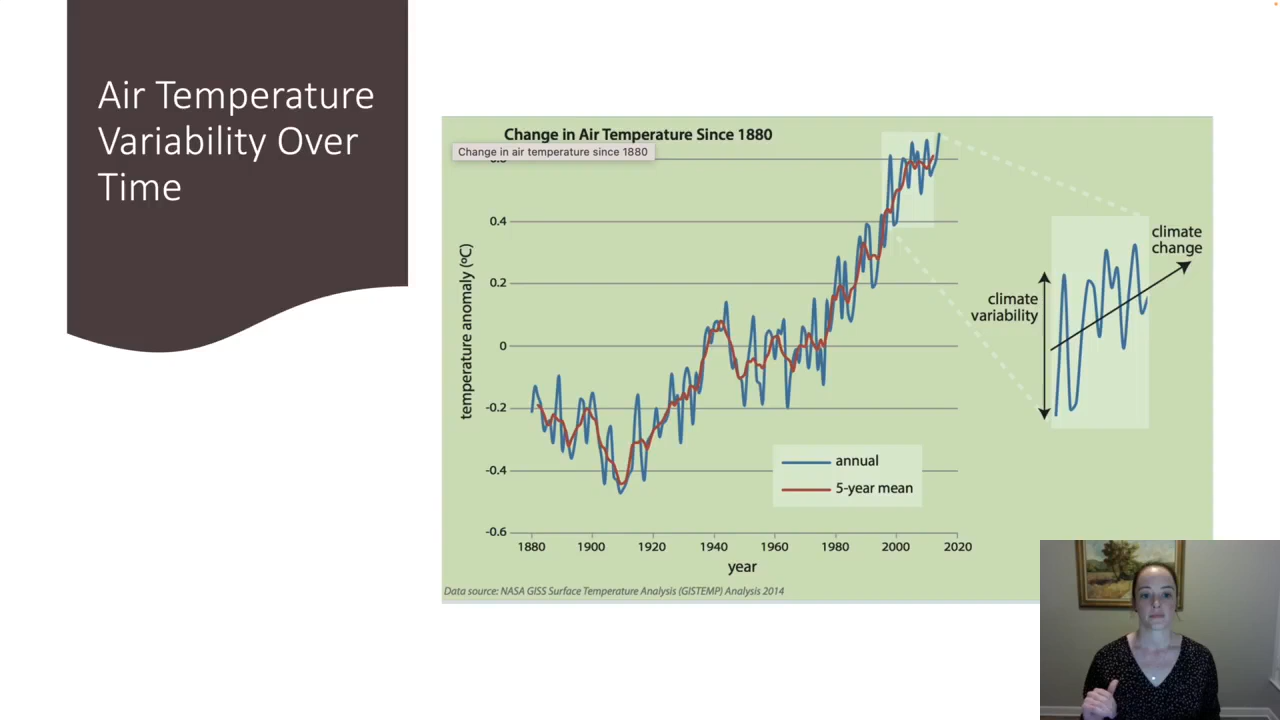 Air Temperature
Variability Over
Time
Change in Air Temperature Since 1880
Change in air temperature since 1880
0.4
0.2
0
-0.2
-0.4
-0.6
temperature anomaly (ºC)
1880 1900 1920 1940 1960 1980 2000 2020
year
annual
5-year mean
climate
variability
climate
change
Data source: NASA GISS Surface Temperature Analysis (GISTEMP) Analysis 2014